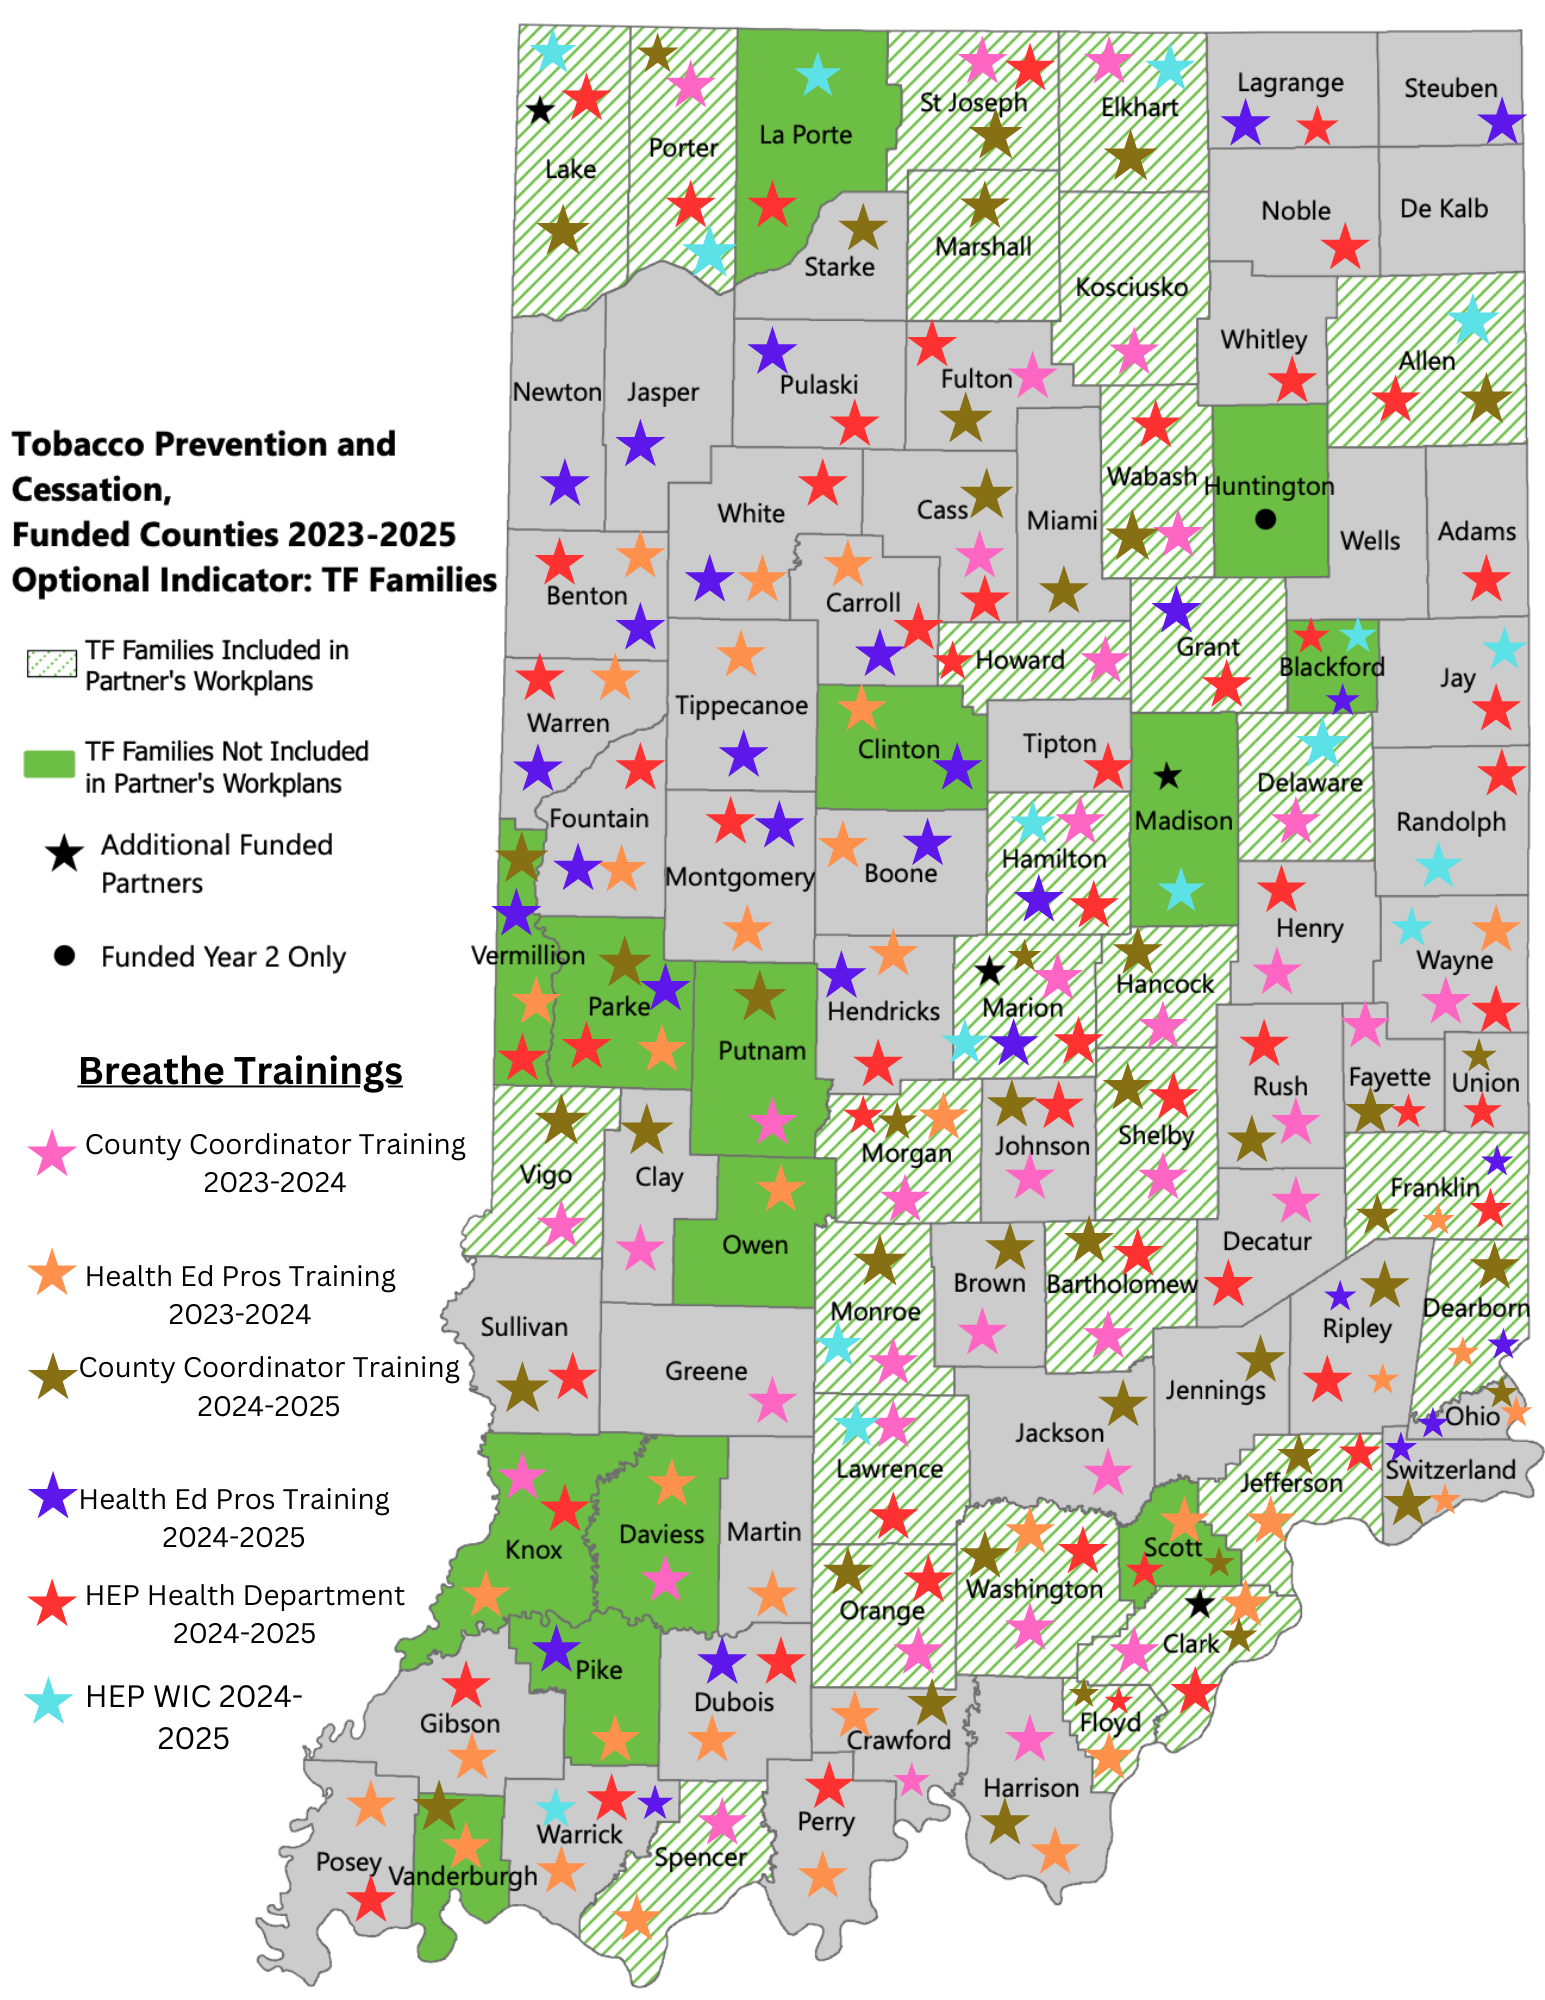 Tobacco Prevention and
Cessation,
Funded Counties 2023-2025
Optional Indicator: TF Families
TF Families Included in
Partner's Workplans
TF Families Not Included
in Partner's Workplans
Additional Funded
Partners
Funded Year 2 Only
Breathe Trainings
County Coordinator Training
2023-2024
Health Ed Pros Training
2023-2024
County Coordinator Training
2024-2025
Health Ed Pros Training
2024-2025
HEP Health Department
2024-2025
HEP WIC 2024-
2025
Lake
Porter
La Porte
St Joseph
Elkhart
Lagrange
Steuben
Noble
De Kalb
Starke
Marshall
Kosciusko
Whitley
Allen
Newton
Jasper
Pulaski
Fulton
Wabash
Huntington
White
Cass
Miami
Wells
Adams
Benton
Carroll
Howard
Grant
Blackford
Jay
Warren
Tippecanoe
Clinton
Tipton
Madison
Delaware
Fountain
Montgomery
Boone
Hamilton
Randolph
Henry
Vermillion
Parke
Putnam
Hendricks
Marion
Hancock
Wayne
Rush
Fayette
Union
Vigo
Clay
Owen
Morgan
Johnson
Shelby
Franklin
Decatur
Sullivan
Greene
Monroe
Brown
Bartholomew
Ripley
Dearborn
Jennings
Jackson
Ohio
Switzerland
Jefferson
Knox
Daviess
Martin
Lawrence
Scott
Orange
Washington
Clark
Gibson
Pike
Dubois
Crawford
Floyd
Harrison
Posey
Vanderburgh
Warrick
Spencer
Perry